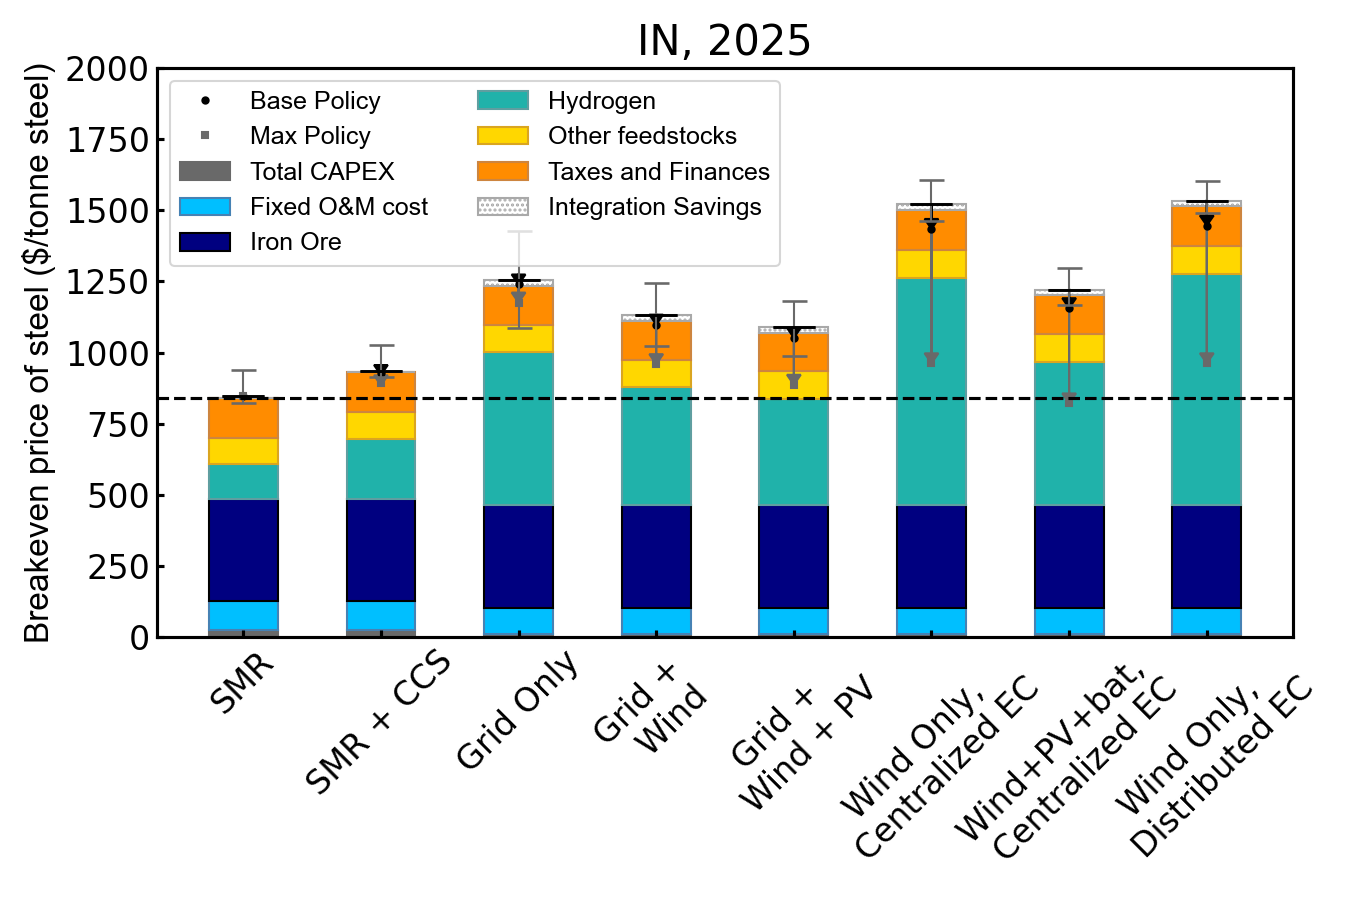 IN, 2025
Breakeven price of steel ($/tonne steel)
2000
1750
1500
1250
1000
750
500
250
0
Base Policy
Max Policy
Total CAPEX
Fixed O&M cost
Iron Ore
Hydrogen
Other feedstocks
Taxes and Finances
Integration Savings
SMR
SMR + CCS
Grid Only
Grid +
Wind
Grid +
Wind + PV
Wind Only,
Centralized EC
Wind+PV+bat,
Centralized EC
Wind Only,
Distributed EC